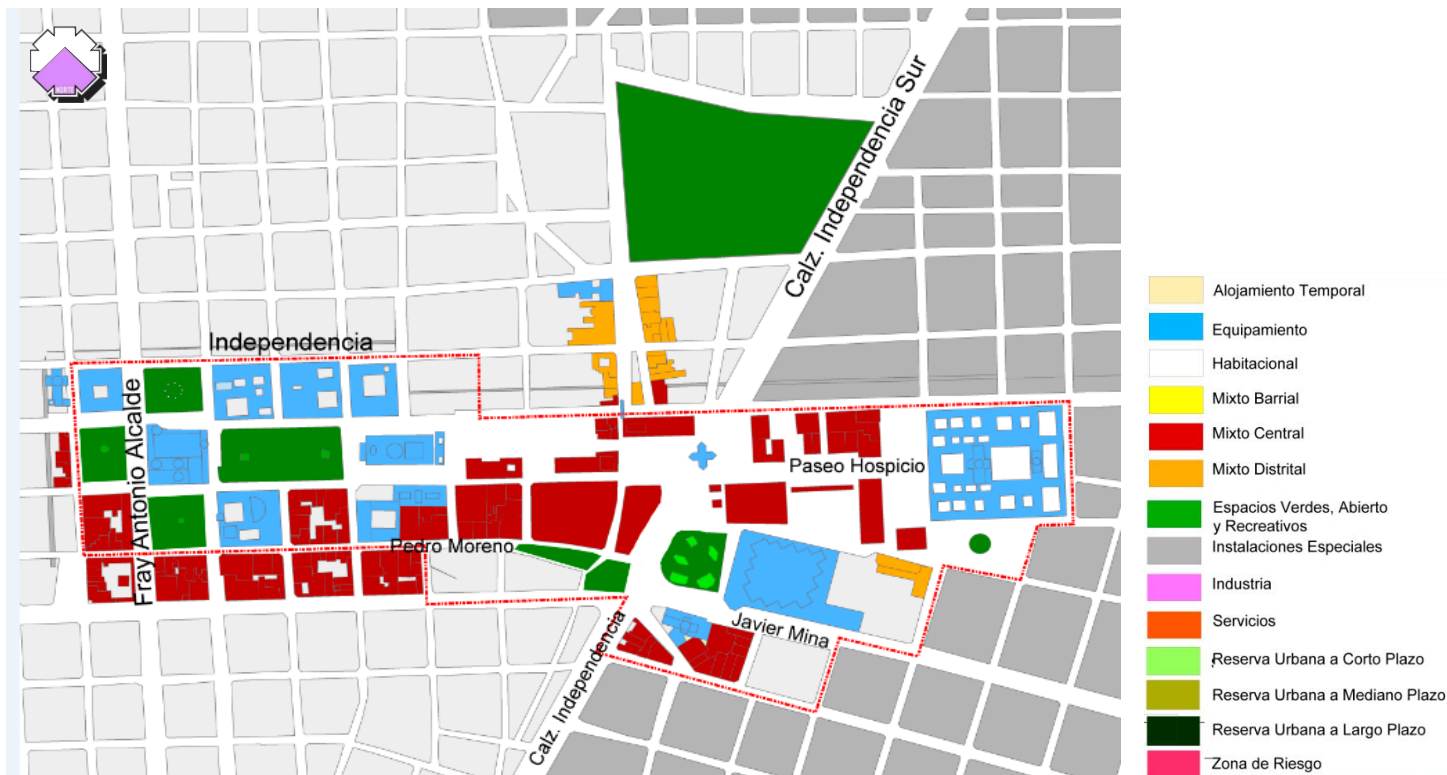 NORTE
Calz. Independencia Sur
Independencia
Fray Antonio Alcalde
Paseo Hospicio
Pedro Moreno
Javier Mina
Calz. Independencia
Alojamiento Temporal
Equipamiento
Habitacional
Mixto Barrial
Mixto Central
Mixto Distrital
Espacios Verdes, Abierto
y Recreativos
Instalaciones Especiales
Industria
Servicios
Reserva Urbana a Corto Plazo
Reserva Urbana a Mediano Plazo
Reserva Urbana a Largo Plazo
Zona de Riesgo